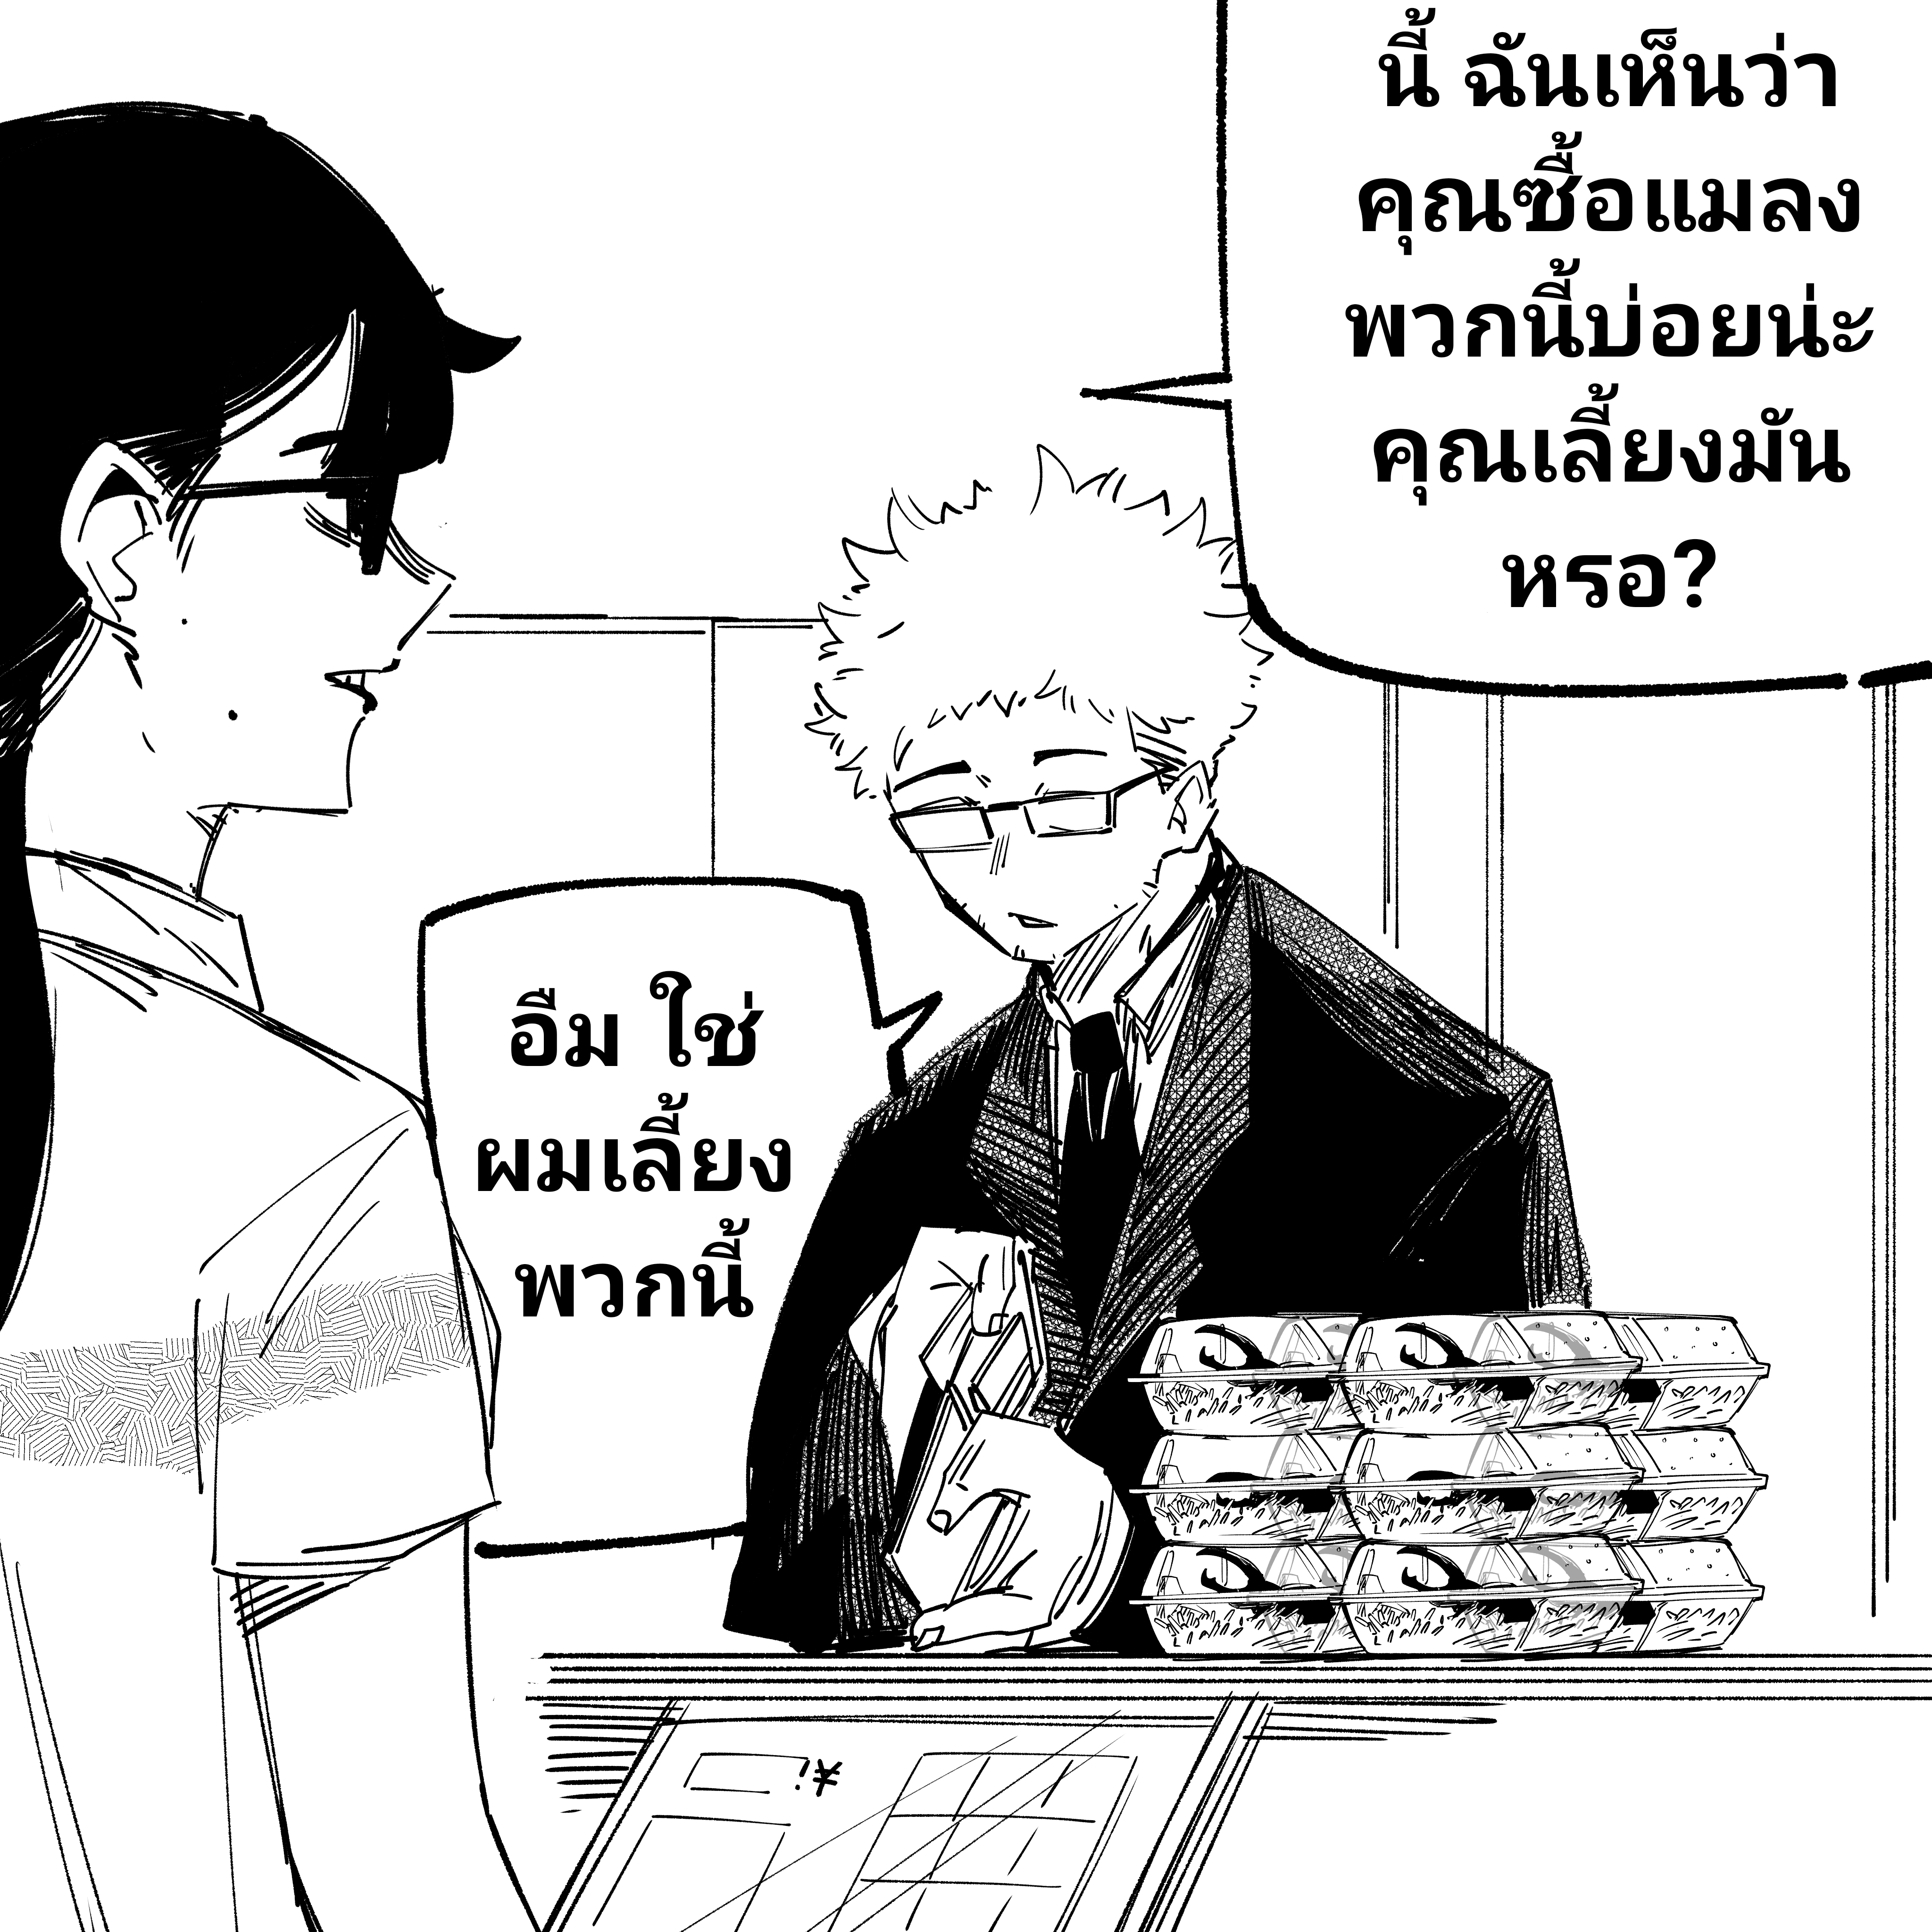 นี้ ฉันเห็นว่า
คุณซื้อแมลง
พวกนี้บ่อยน่ะ
คุณเลี้ยงมัน
หรอ?
อืม ใช่
ผมเลี้ยง
พวกนี้
!¥